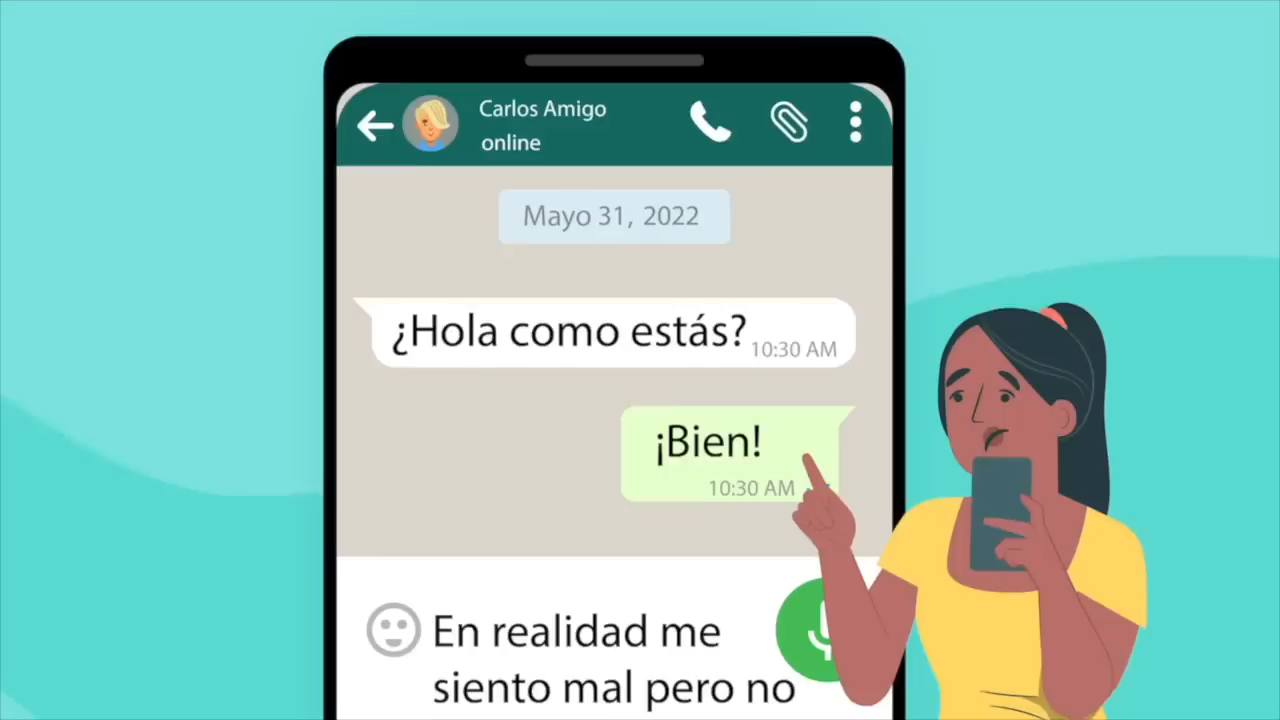 Carlos Amigo
online
Mayo 31, 2022
¿Hola como estás?
10:30 AM
¡Bien!
10:30 AM
En realidad me
siento mal pero no